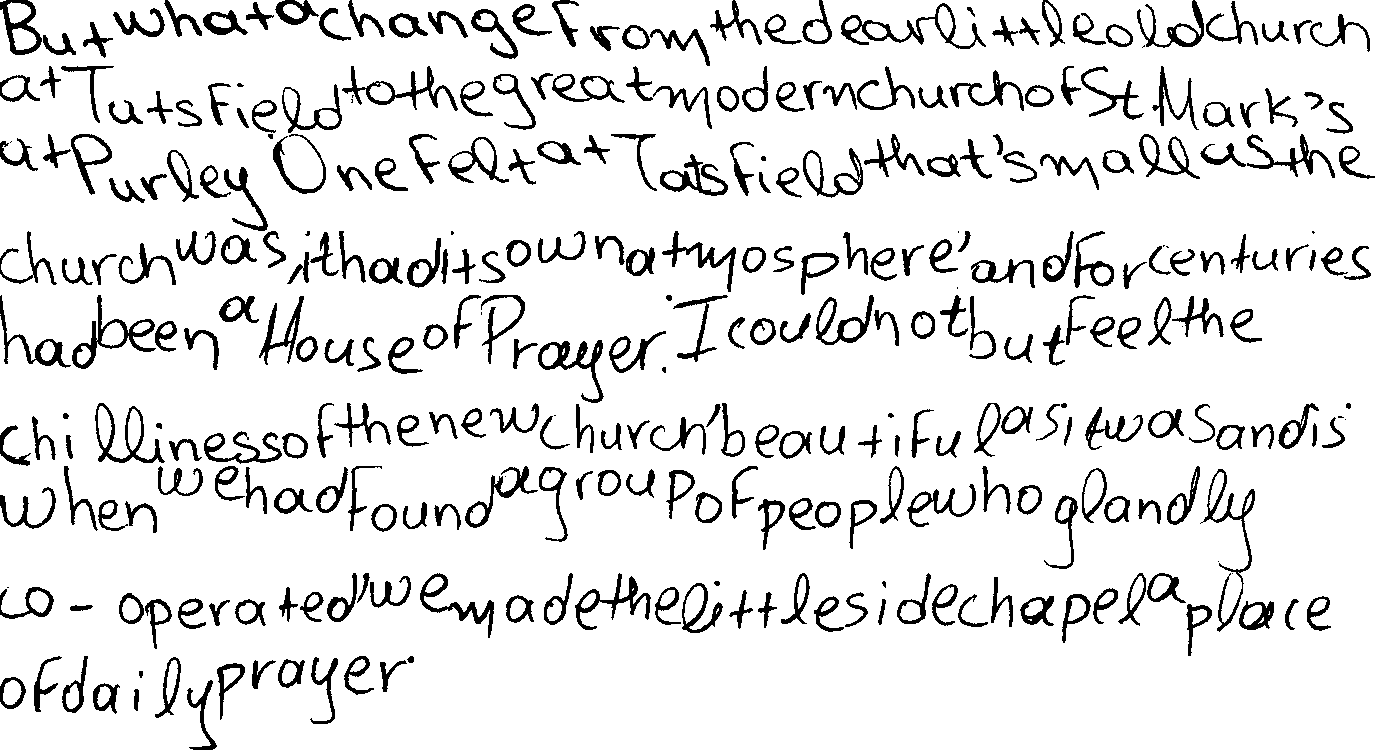 But what a change from the dear little old church
at Tatsfield to the great modern church of St. Mark's
at Purley One felt at Tatsfield that 'small as the
church was, it had its own atmosphere' and for centuries
had been a House of Prayer. I could not but feel the
chilliness of the new church' beautiful as it was and is
when we had found a group of people who glandly
co-operated' we made the little side chapel a place
of daily prayer.